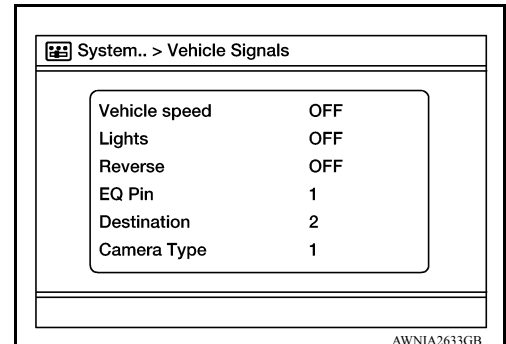 System.. > Vehicle Signals
Vehicle speed OFF
Lights OFF
Reverse OFF
EQ Pin 1
Destination 2
Camera Type 1
AWNIA2633GB